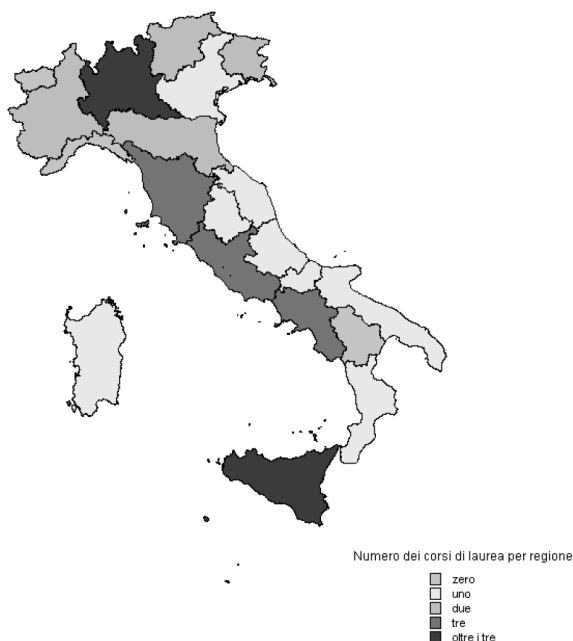 Numero dei corsi di laurea per regione
zero
uno
due
tre
oltre i tre